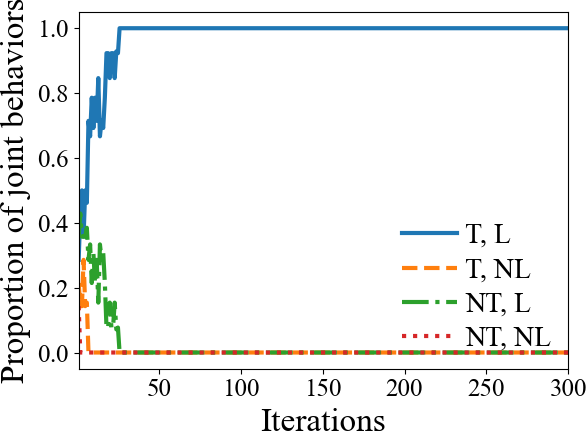 Proportion of joint behaviors
1.0
0.8
0.6
0.4
0.2
0.0
T, L
T, NL
NT, L
NT, NL
50 100 150 200 250 300
Iterations